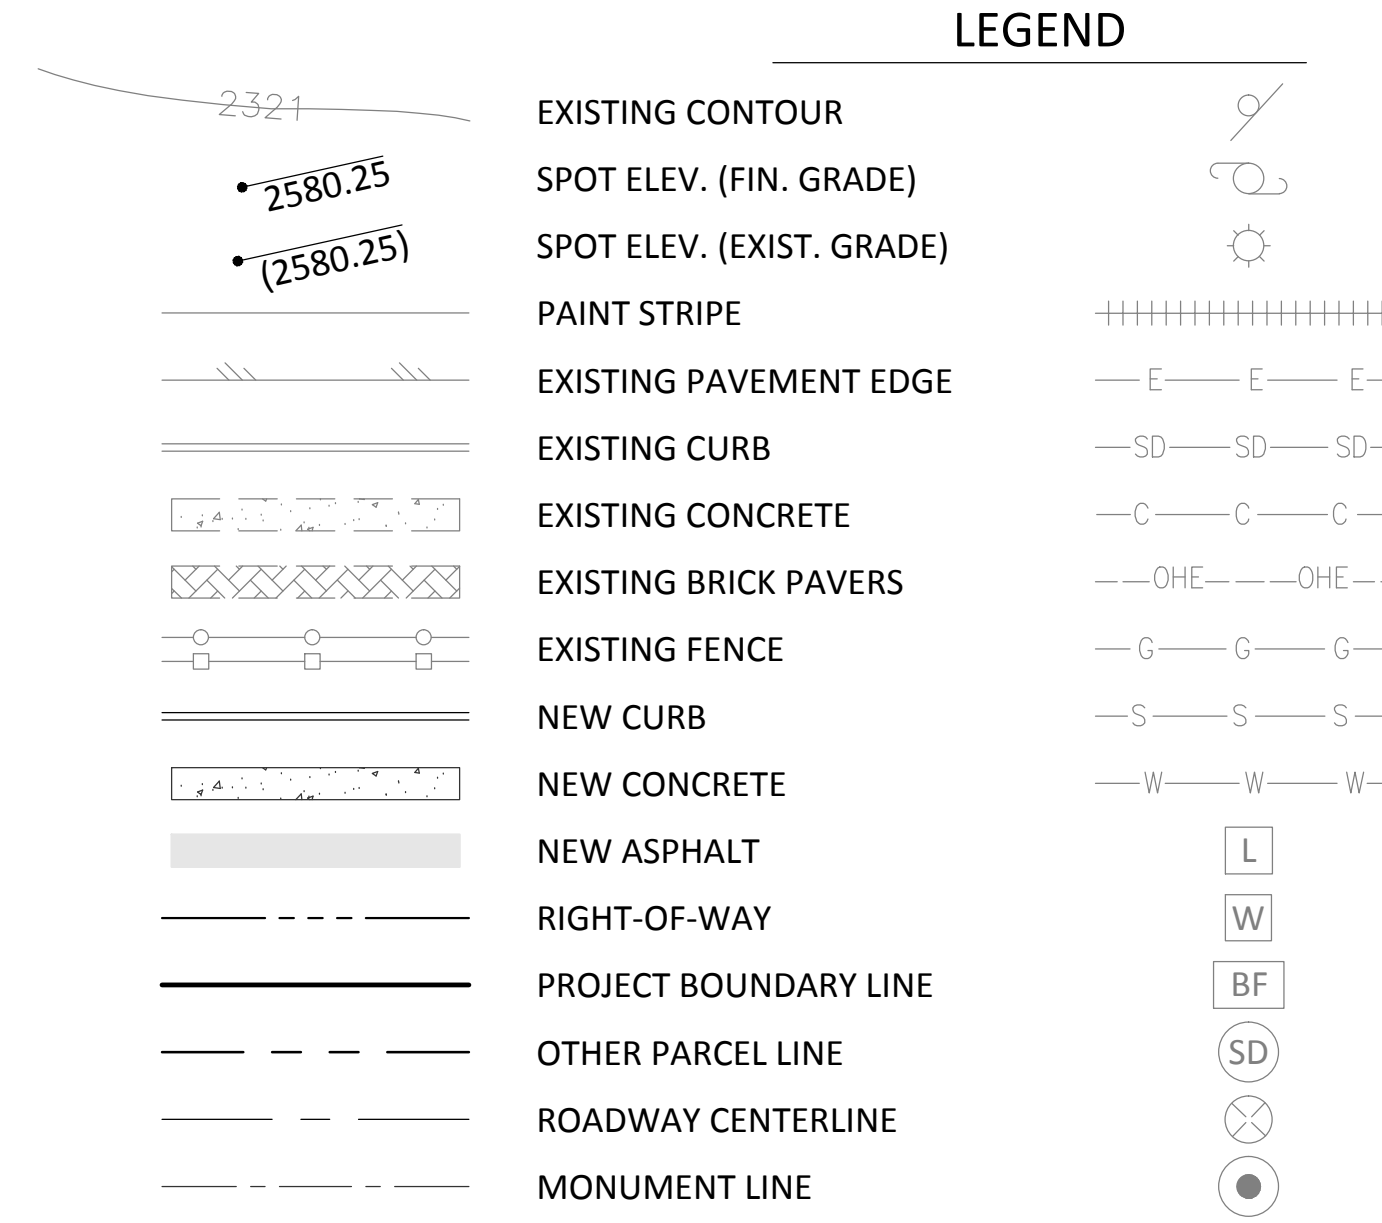 LEGEND
2321 EXISTING CONTOUR
2580.25 SPOT ELEV. (FIN. GRADE)
(2580.25) SPOT ELEV. (EXIST. GRADE)
PAINT STRIPE
EXISTING PAVEMENT EDGE E E E
EXISTING CURB SD SD SD
EXISTING CONCRETE C C C
EXISTING BRICK PAVERS OHE OHE
EXISTING FENCE G G G
NEW CURB S S S
NEW CONCRETE W W W
NEW ASPHALT L
RIGHT-OF-WAY W
PROJECT BOUNDARY LINE BF
OTHER PARCEL LINE SD
ROADWAY CENTERLINE
MONUMENT LINE